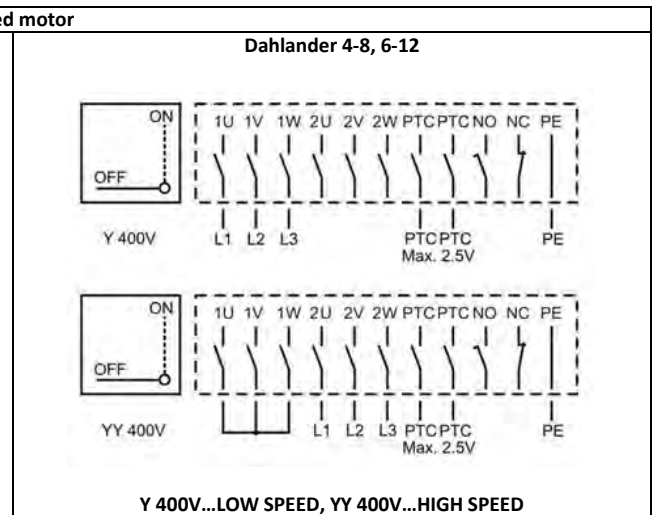 ed motor
Dahlander 4-8, 6-12
ON
OFF
1U 1V 1W 2U 2V 2W PTC PTC NO NC PE
Y 400V
L1 L2 L3 PTC PTC PE
Max. 2.5V
ON
OFF
1U 1V 1W 2U 2V 2W PTC PTC NO NC PE
YY 400V
L1 L2 L3 PTC PTC PE
Max. 2.5V
Y 400V...LOW SPEED, YY 400V...HIGH SPEED